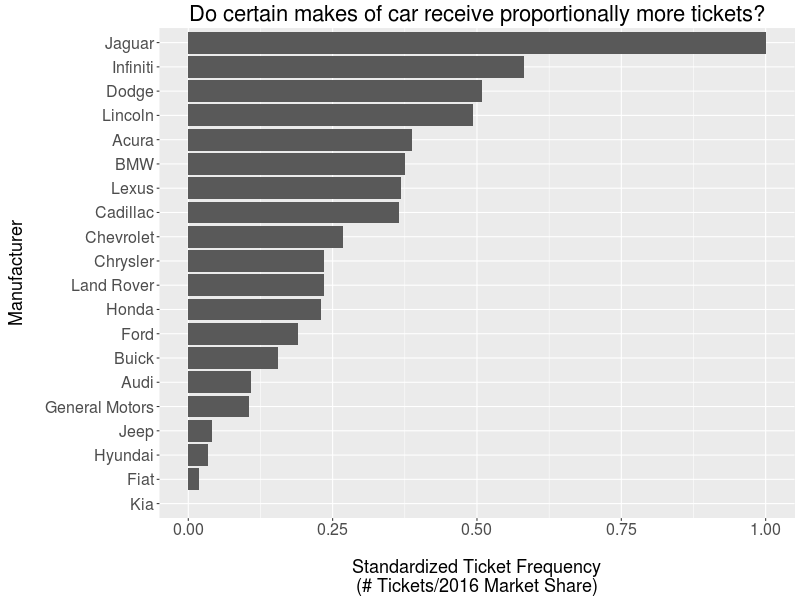 Do certain makes of car receive proportionally more tickets?
Manufacturer
Jaguar
Infiniti
Dodge
Lincoln
Acura
BMW
Lexus
Cadillac
Chevrolet
Chrysler
Land Rover
Honda
Ford
Buick
Audi
General Motors
Jeep
Hyundai
Fiat
Kia
0.00 0.25 0.50 0.75 1.00
Standardized Ticket Frequency
(# Tickets/2016 Market Share)